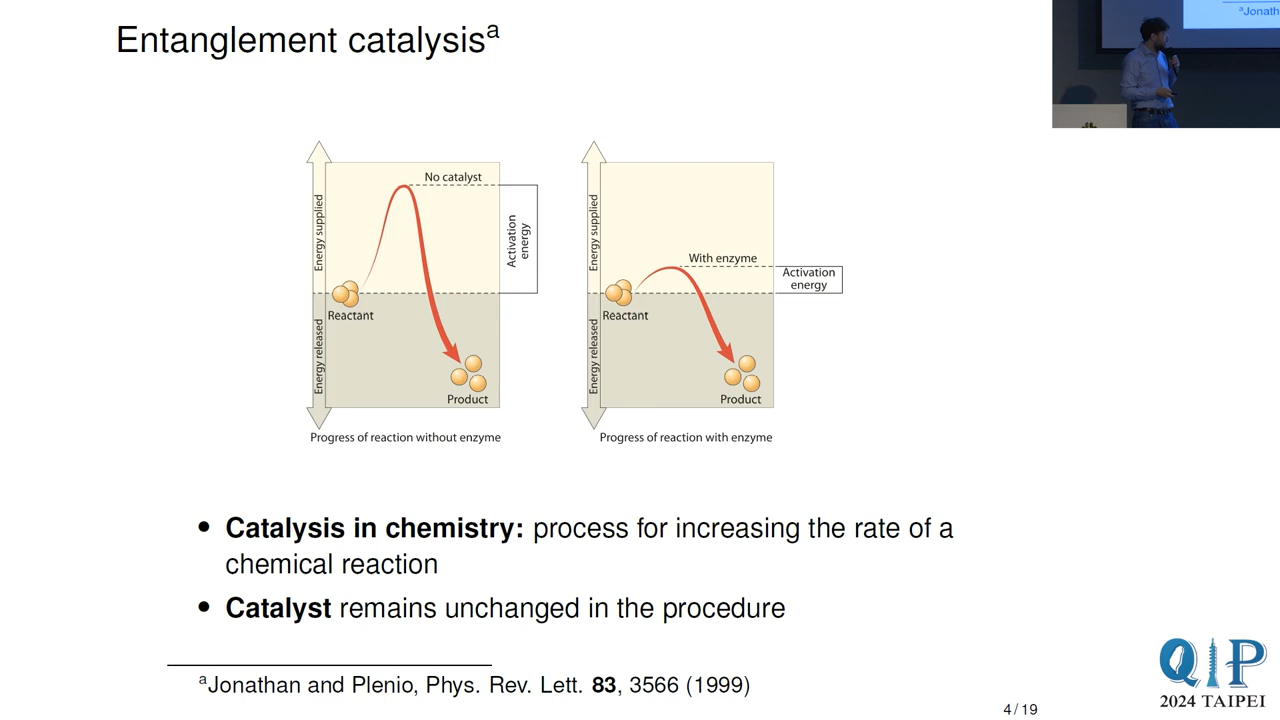 Entanglement catalysisᵃ
ᵃJonath
No catalyst
Energy supplied
Activation
energy
Reactant
Energy released
Product
Progress of reaction without enzyme
With enzyme
Energy supplied
Activation
energy
Reactant
Energy released
Product
Progress of reaction with enzyme
• Catalysis in chemistry: process for increasing the rate of a
chemical reaction
• Catalyst remains unchanged in the procedure
ᵃJonathan and Plenio, Phys. Rev. Lett. 83, 3566 (1999)
4 / 19
QIP
2024 TAIPEI